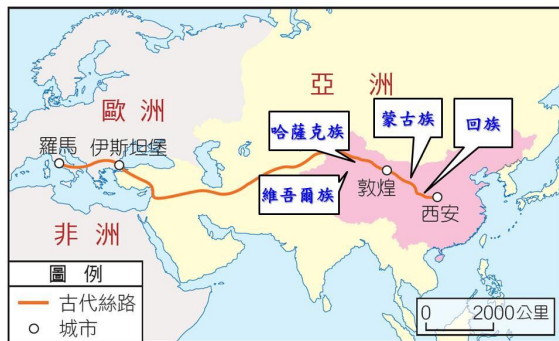 歐洲
亞洲
非洲
羅馬
伊斯坦堡
哈薩克族
蒙古族
回族
維吾爾族
敦煌
西安
圖例
古代絲路
城市
0 2000公里